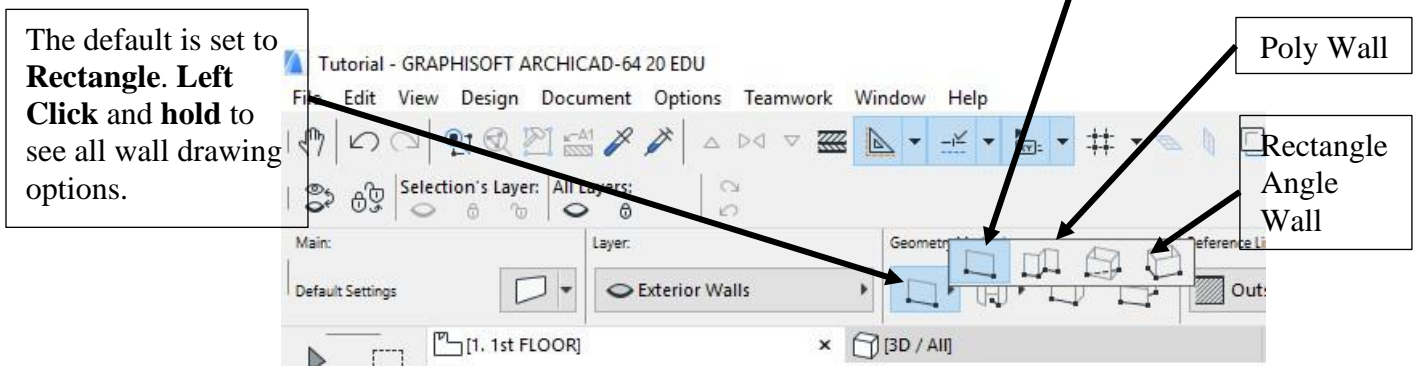 The default is set to
Rectangle. Left
Click and hold to
see all wall drawing
options.
Poly Wall
Rectangle
Angle
Wall
Tutorial - GRAPHISOFT ARCHICAD-64 20 EDU
File Edit View Design Document Options Teamwork Window Help
Selection's Layer: All Layers:
Main: Layer:
Default Settings Exterior Walls
[1. 1st FLOOR] × [3D / All]